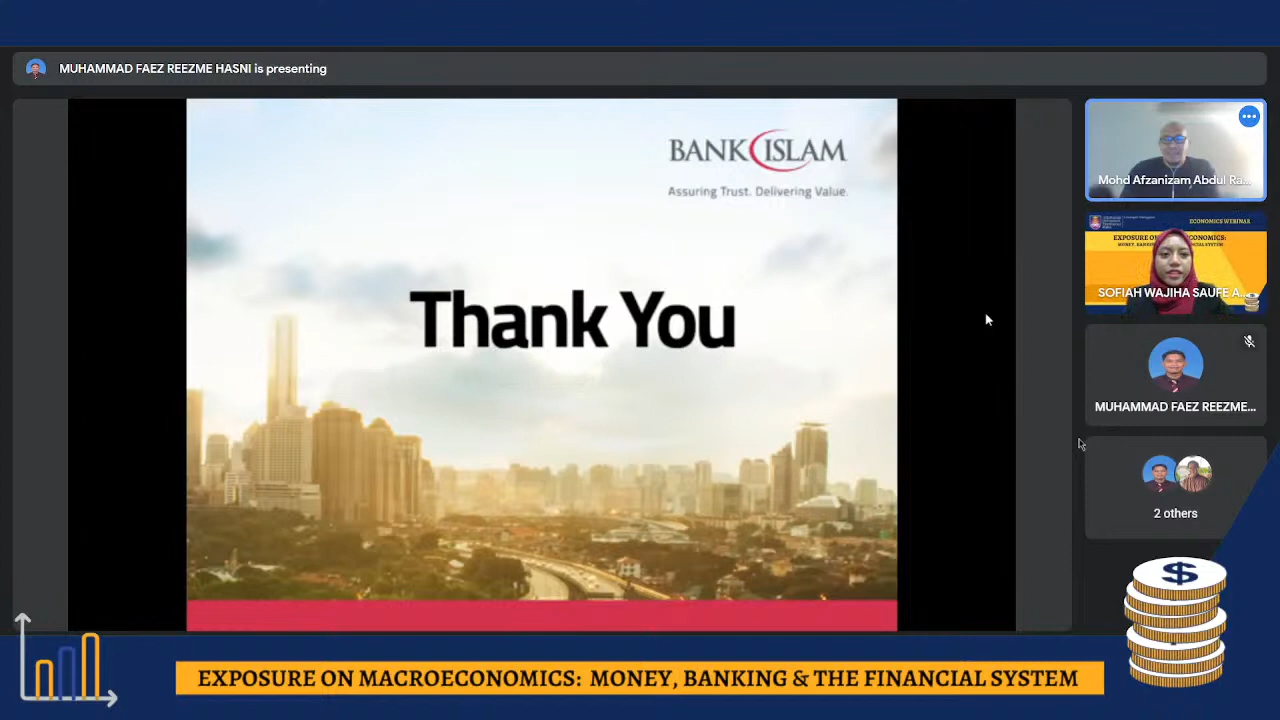 MUHAMMAD FAEZ REEZME HASNI is presenting
BANK ISLAM
Assuring Trust. Delivering Value.
Thank You
Mohd Afzanizam Abdul Ra...
ECONOMICS WEBINAR
SOFIAH WAJIHA SAUFE A...
MUHAMMAD FAEZ REEZME...
2 others
$
EXPOSURE ON MACROECONOMICS: MONEY, BANKING & THE FINANCIAL SYSTEM